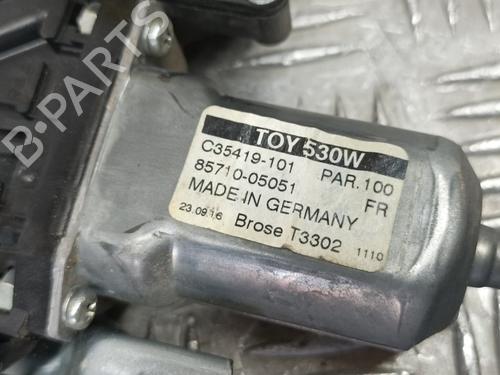 TOY 530W
C35419-101 PAR.100
85710-05051 FR
MADE IN GERMANY
23.09.16 Brose T3302 1110
B-PARTS